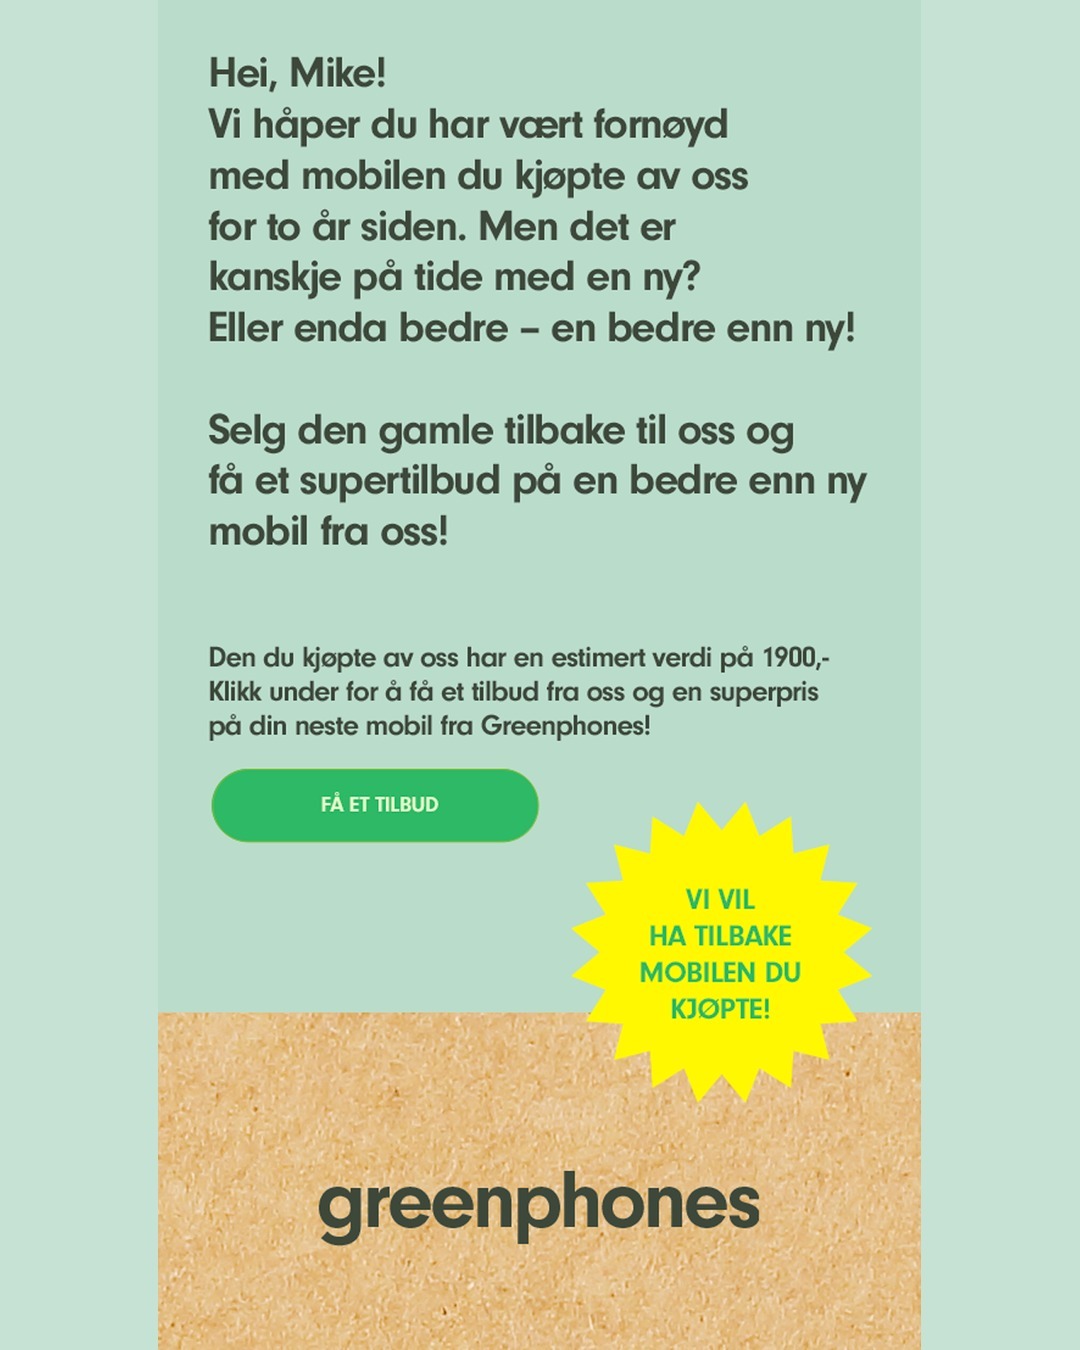 Hei, Mike!
Vi håper du har vært fornøyd
med mobilen du kjøpte av oss
for to år siden. Men det er
kanskje på tide med en ny?
Eller enda bedre – en bedre enn ny!
Selg den gamle tilbake til oss og
få et supertilbud på en bedre enn ny
mobil fra oss!
Den du kjøpte av oss har en estimert verdi på 1900,-
Klikk under for å få et tilbud fra oss og en superpris
på din neste mobil fra Greenphones!
FÅ ET TILBUD
VI VIL
HA TILBAKE
MOBILEN DU
KJØPTE!
greenphones